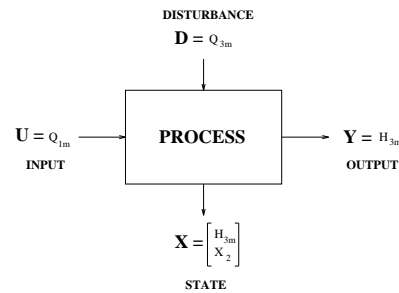 DISTURBANCE
D = Q3m
U = Q1m
INPUT
PROCESS
Y = H3m
OUTPUT
X = [H3m
X2]
STATE